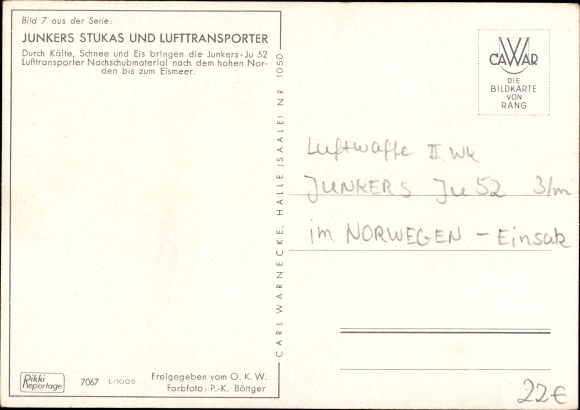 Bild 7 aus der Serie:
JUNKERS STUKAS UND LUFTTRANSPORTER
Durch Kälte, Schnee und Eis bringen die Junkers-Ju 52
Lufttransporter Nachschubmaterial nach dem hohen Nor-
den bis zum Eismeer.
CARL WARNECKE, HALLE (SAALE) NR 1050
CAWAR
DIE
BILDKARTE
VON
RANG
Luftwaffe II. WK
JUNKERS Ju 52 3/m
im NORWEGEN - Einsatz
Rikki
Reportage
7067 L/1005
Freigegeben vom O. K. W.
Farbfoto: P.-K. Böttger
22€